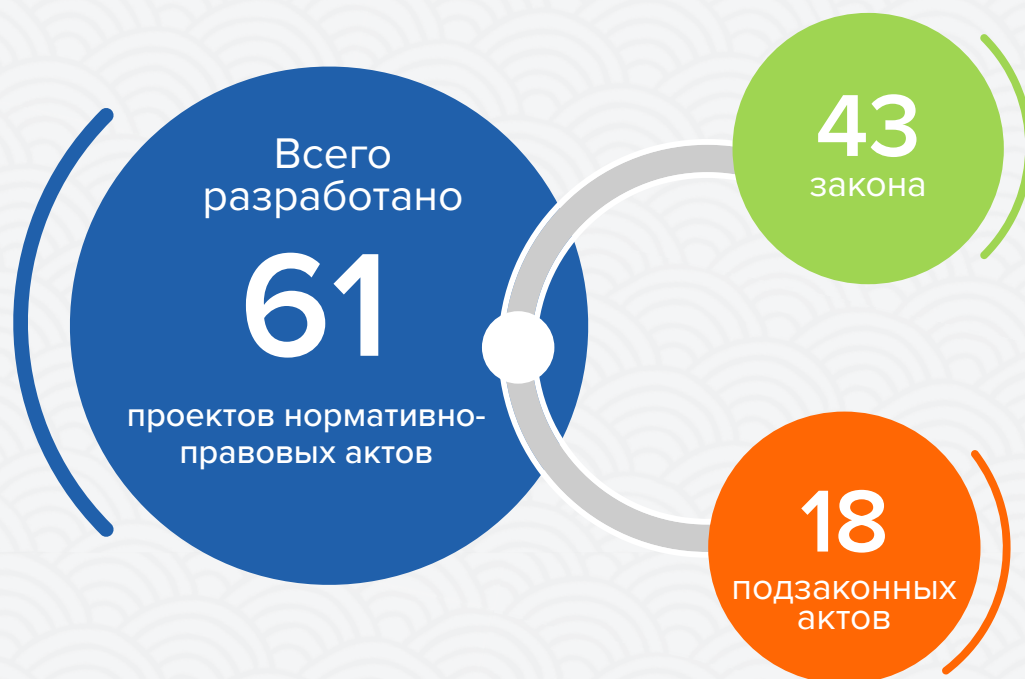 Всего
разработано
61
проектов нормативно-
правовых актов
43
закона
18
подзаконных
актов